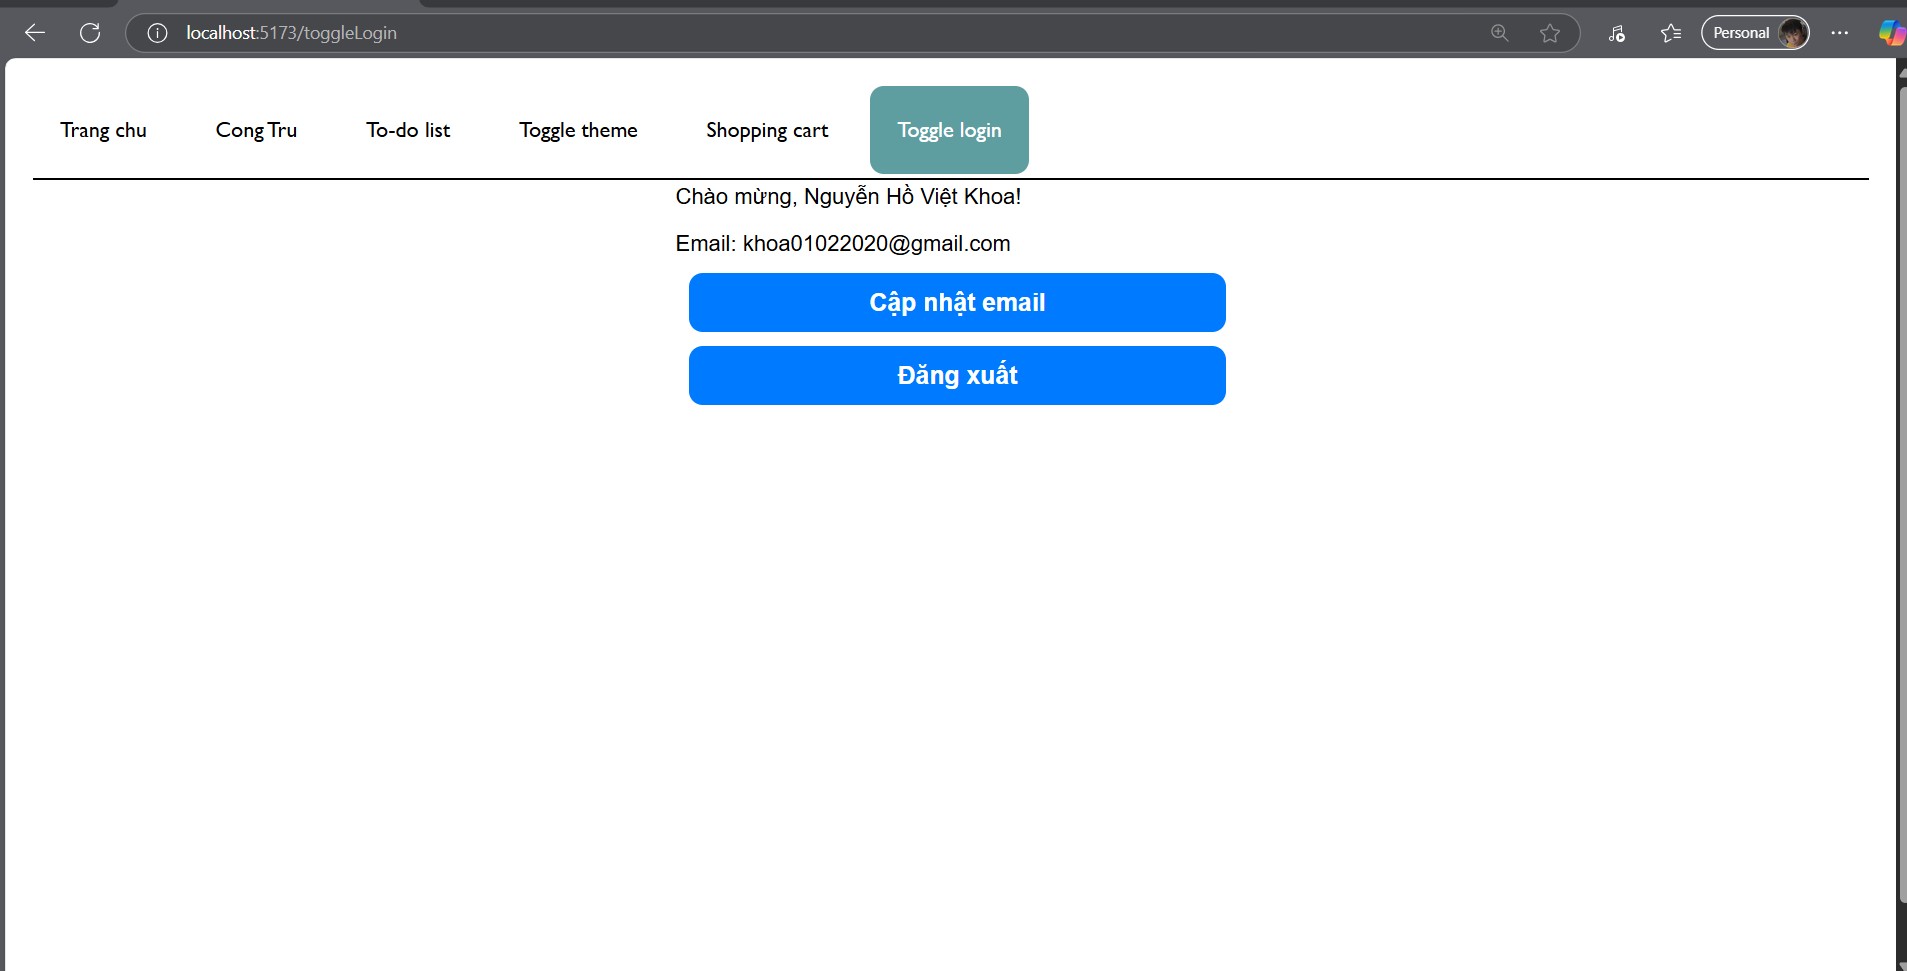 localhost:5173/toggleLogin
Personal
Trang chu
Cong Tru
To-do list
Toggle theme
Shopping cart
Toggle login
Chào mừng, Nguyễn Hồ Việt Khoa!
Email: khoa01022020@gmail.com
Cập nhật email
Đăng xuất